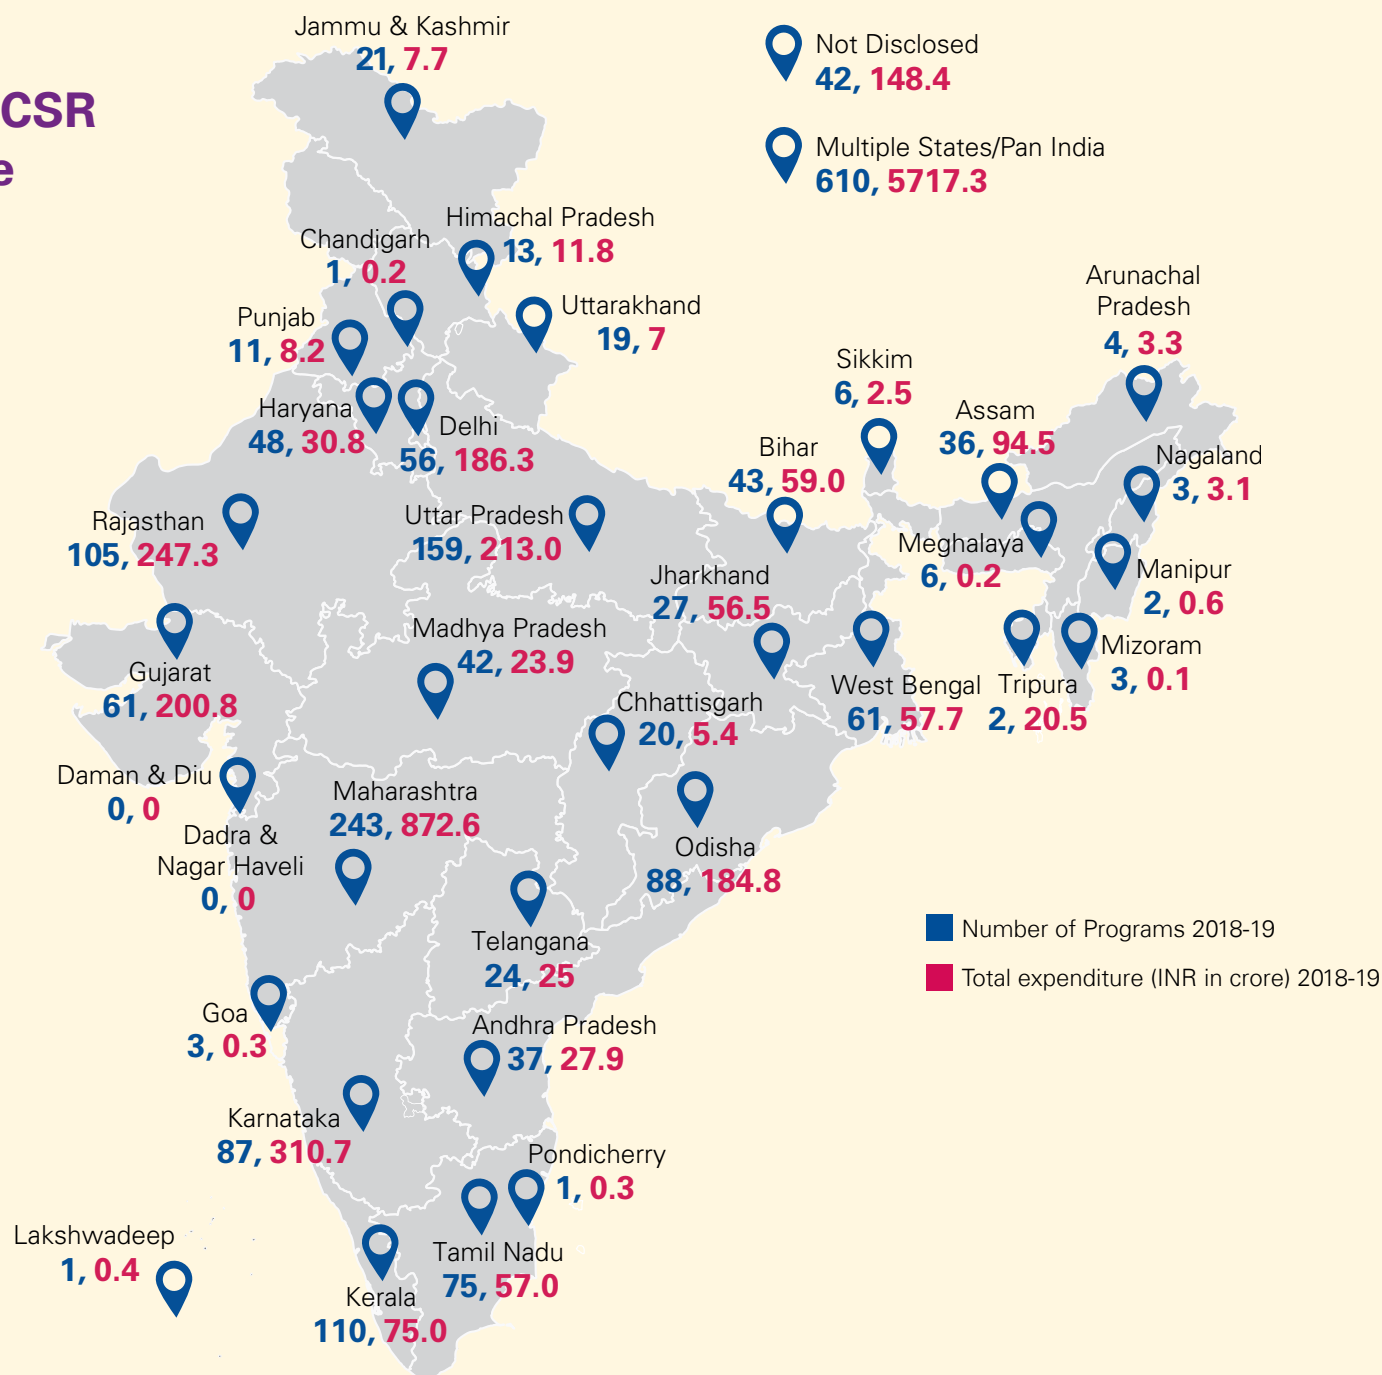 CSR
e
Jammu & Kashmir
21, 7.7
Not Disclosed
42, 148.4
Multiple States/Pan India
610, 5717.3
Himachal Pradesh
13, 11.8
Chandigarh
1, 0.2
Uttarakhand
19, 7
Punjab
11, 8.2
Arunachal
Pradesh
4, 3.3
Sikkim
6, 2.5
Haryana
48, 30.8
Delhi
56, 186.3
Assam
36, 94.5
Bihar
43, 59.0
Nagaland
3, 3.1
Rajasthan
105, 247.3
Uttar Pradesh
159, 213.0
Meghalaya
6, 0.2
Manipur
2, 0.6
Jharkhand
27, 56.5
Madhya Pradesh
42, 23.9
Mizoram
3, 0.1
Gujarat
61, 200.8
Chhattisgarh
20, 5.4
West Bengal
61, 57.7
Tripura
2, 20.5
Daman & Diu
0, 0
Maharashtra
243, 872.6
Dadra &
Nagar Haveli
0, 0
Odisha
88, 184.8
Number of Programs 2018-19
Total expenditure (INR in crore) 2018-19
Telangana
24, 25
Goa
3, 0.3
Andhra Pradesh
37, 27.9
Karnataka
87, 310.7
Pondicherry
1, 0.3
Lakshwadeep
1, 0.4
Tamil Nadu
75, 57.0
Kerala
110, 75.0